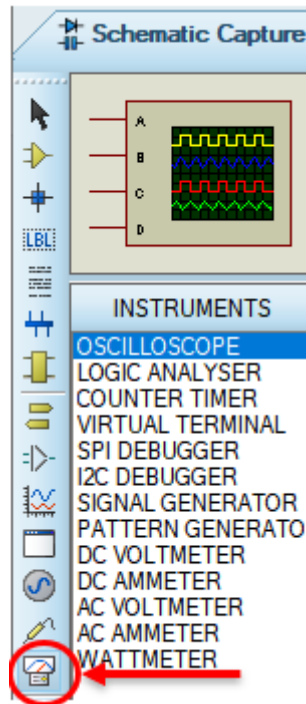 Schematic Capture
A
B
C
D
LBL
INSTRUMENTS
OSCILLOSCOPE
LOGIC ANALYSER
COUNTER TIMER
VIRTUAL TERMINAL
SPI DEBUGGER
I2C DEBUGGER
SIGNAL GENERATOR
PATTERN GENERATO
DC VOLTMETER
DC AMMETER
AC VOLTMETER
AC AMMETER
WATTMETER